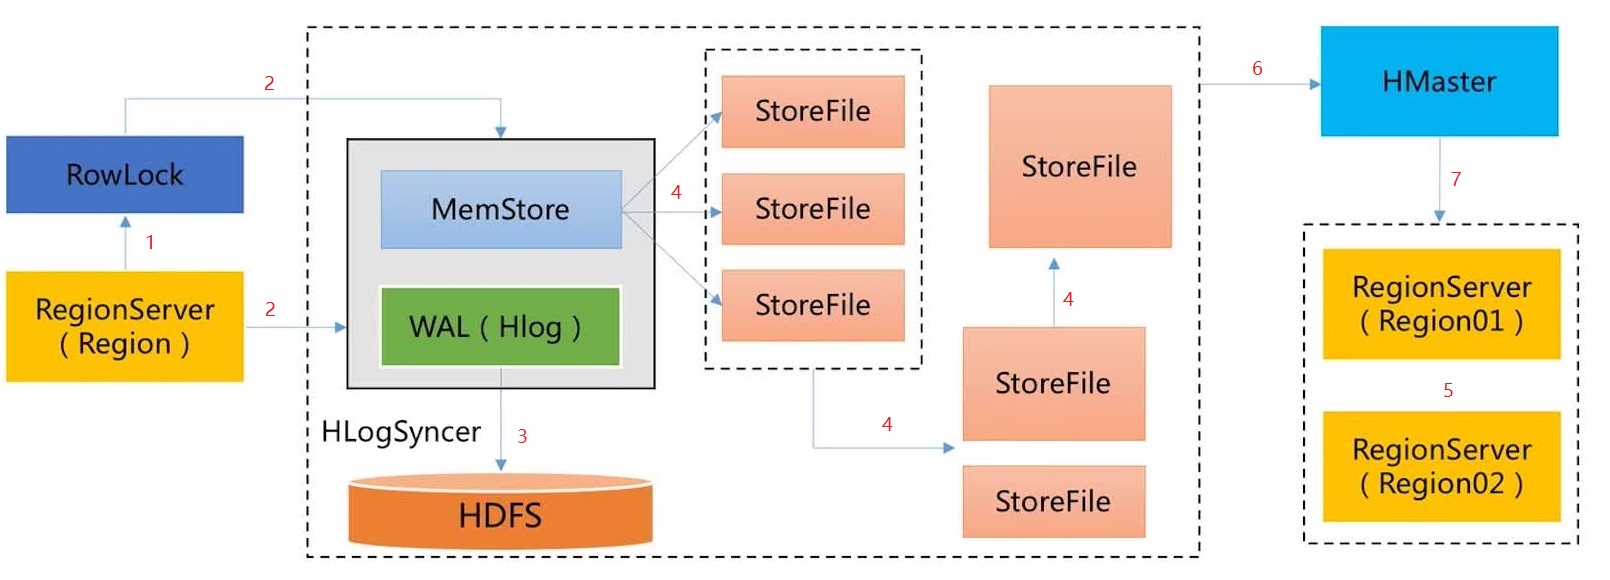 2
RowLock
1
RegionServer
( Region )
2
MemStore
WAL ( Hlog )
HLogSyncer
3
HDFS
4
StoreFile
StoreFile
StoreFile
4
StoreFile
4
StoreFile
StoreFile
6
HMaster
7
RegionServer
( Region01 )
5
RegionServer
( Region02 )